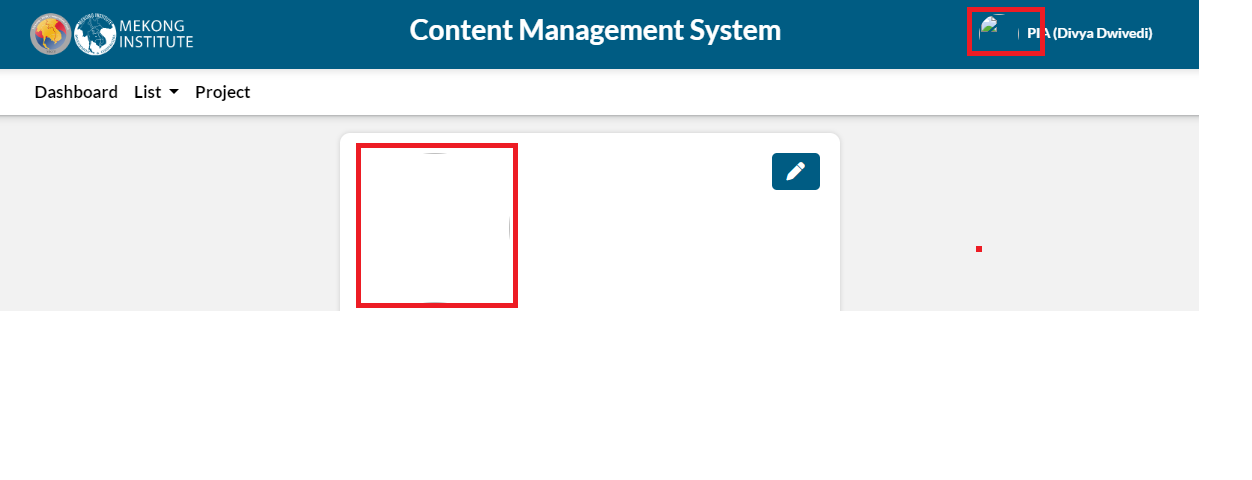 MEKONG
INSTITUTE
Content Management System
PIA (Divya Dwivedi)
Dashboard List Project